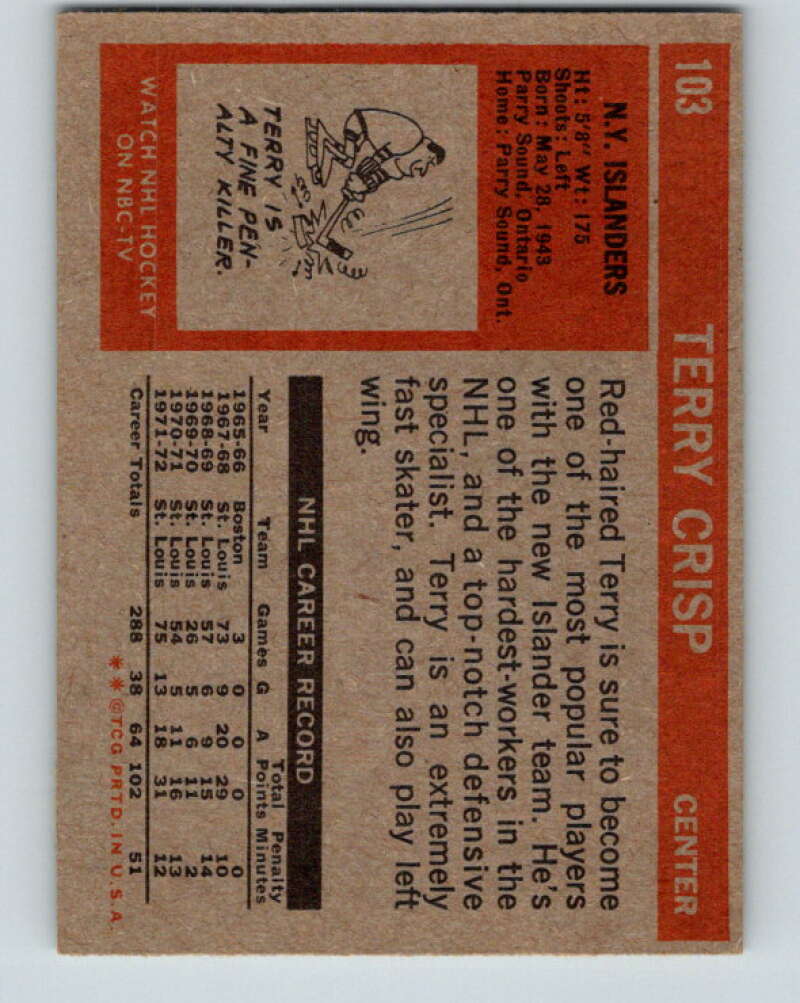 103 TERRY CRISP CENTER
N.Y. ISLANDERS
Ht: 5'8" Wt: 175
Shoots: Left
Born: May 28, 1943
Parry Sound, Ontario
Home: Parry Sound, Ont.
TERRY IS
A FINE PEN-
ALTY KILLER.
WATCH NHL HOCKEY
ON NBC-TV
Red-haired Terry is sure to become
one of the most popular players
with the new Islander team. He's
one of the hardest-workers in the
NHL, and a top-notch defensive
specialist. Terry is an extremely
fast skater, and can also play left
wing.
NHL CAREER RECORD
Total Penalty
Year Team Games G A Points Minutes
1965-66 Boston 3 0 0 0 0
1967-68 St. Louis 73 9 20 29 10
1968-69 St. Louis 57 6 9 15 14
1969-70 St. Louis 26 5 6 11 2
1970-71 St. Louis 54 5 11 16 13
1971-72 St. Louis 75 13 18 31 12
Career Totals 288 38 64 102 51
**©TCG PRTD. IN U.S.A.